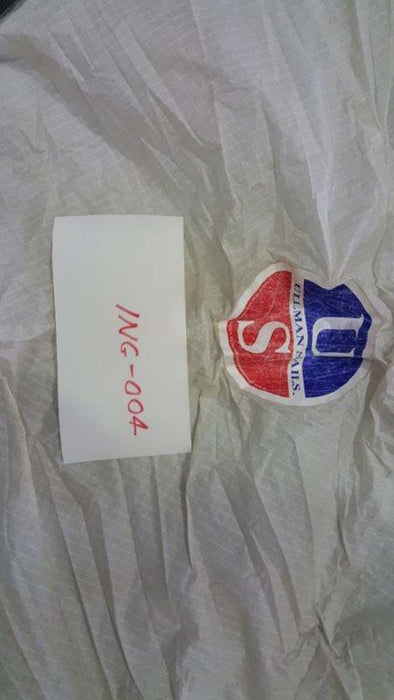 ING-004
U
ULLMAN SAILS.
S